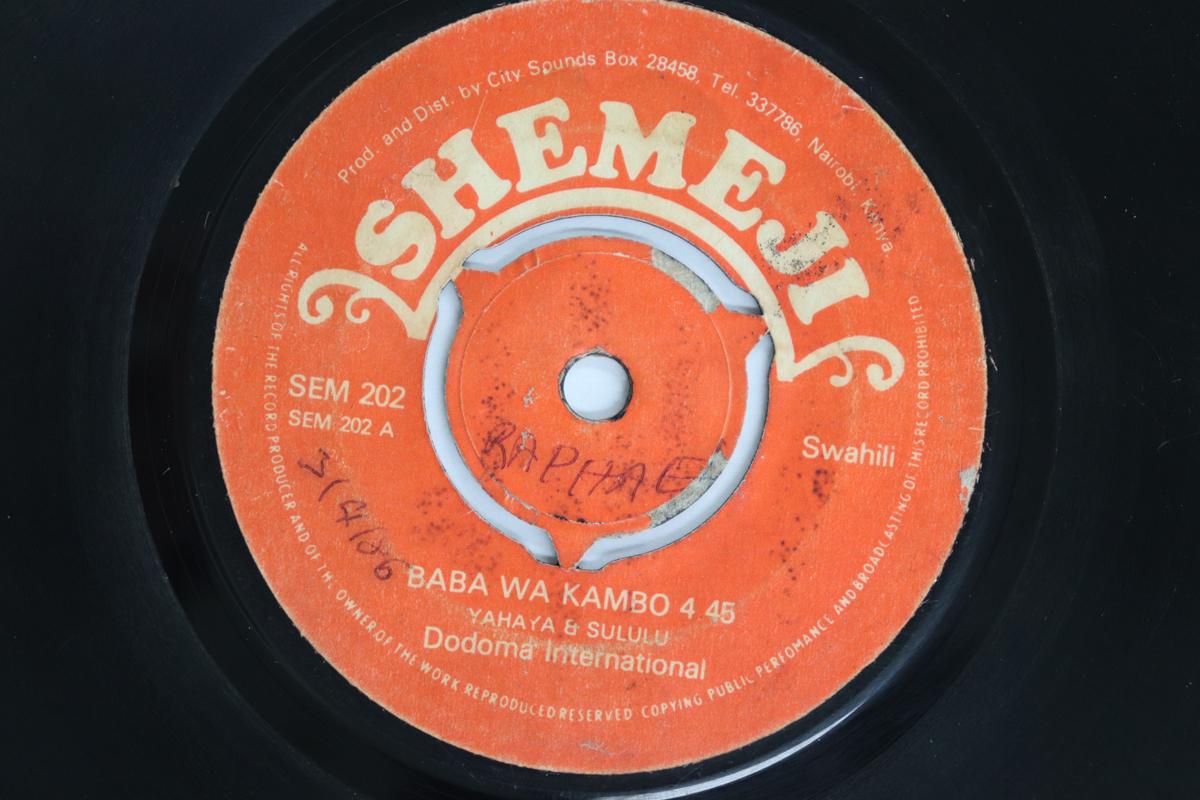 Prod. and Dist. by City Sounds Box 28458, Tel. 337786, Nairobi, Kenya
SHEMEJI
SEM 202
SEM 202 A
Swahili
RAPHAEL
3/4/86
BABA WA KAMBO 4 45
YAHAYA & SULULU
Dodoma International
ALL RIGHTS OF THE RECORD PRODUCER AND OF THE OWNER OF THE WORK REPRODUCED RESERVED COPYING PUBLIC PERFOMANCE AND BROADCASTING OF THIS RECORD PROHIBITED